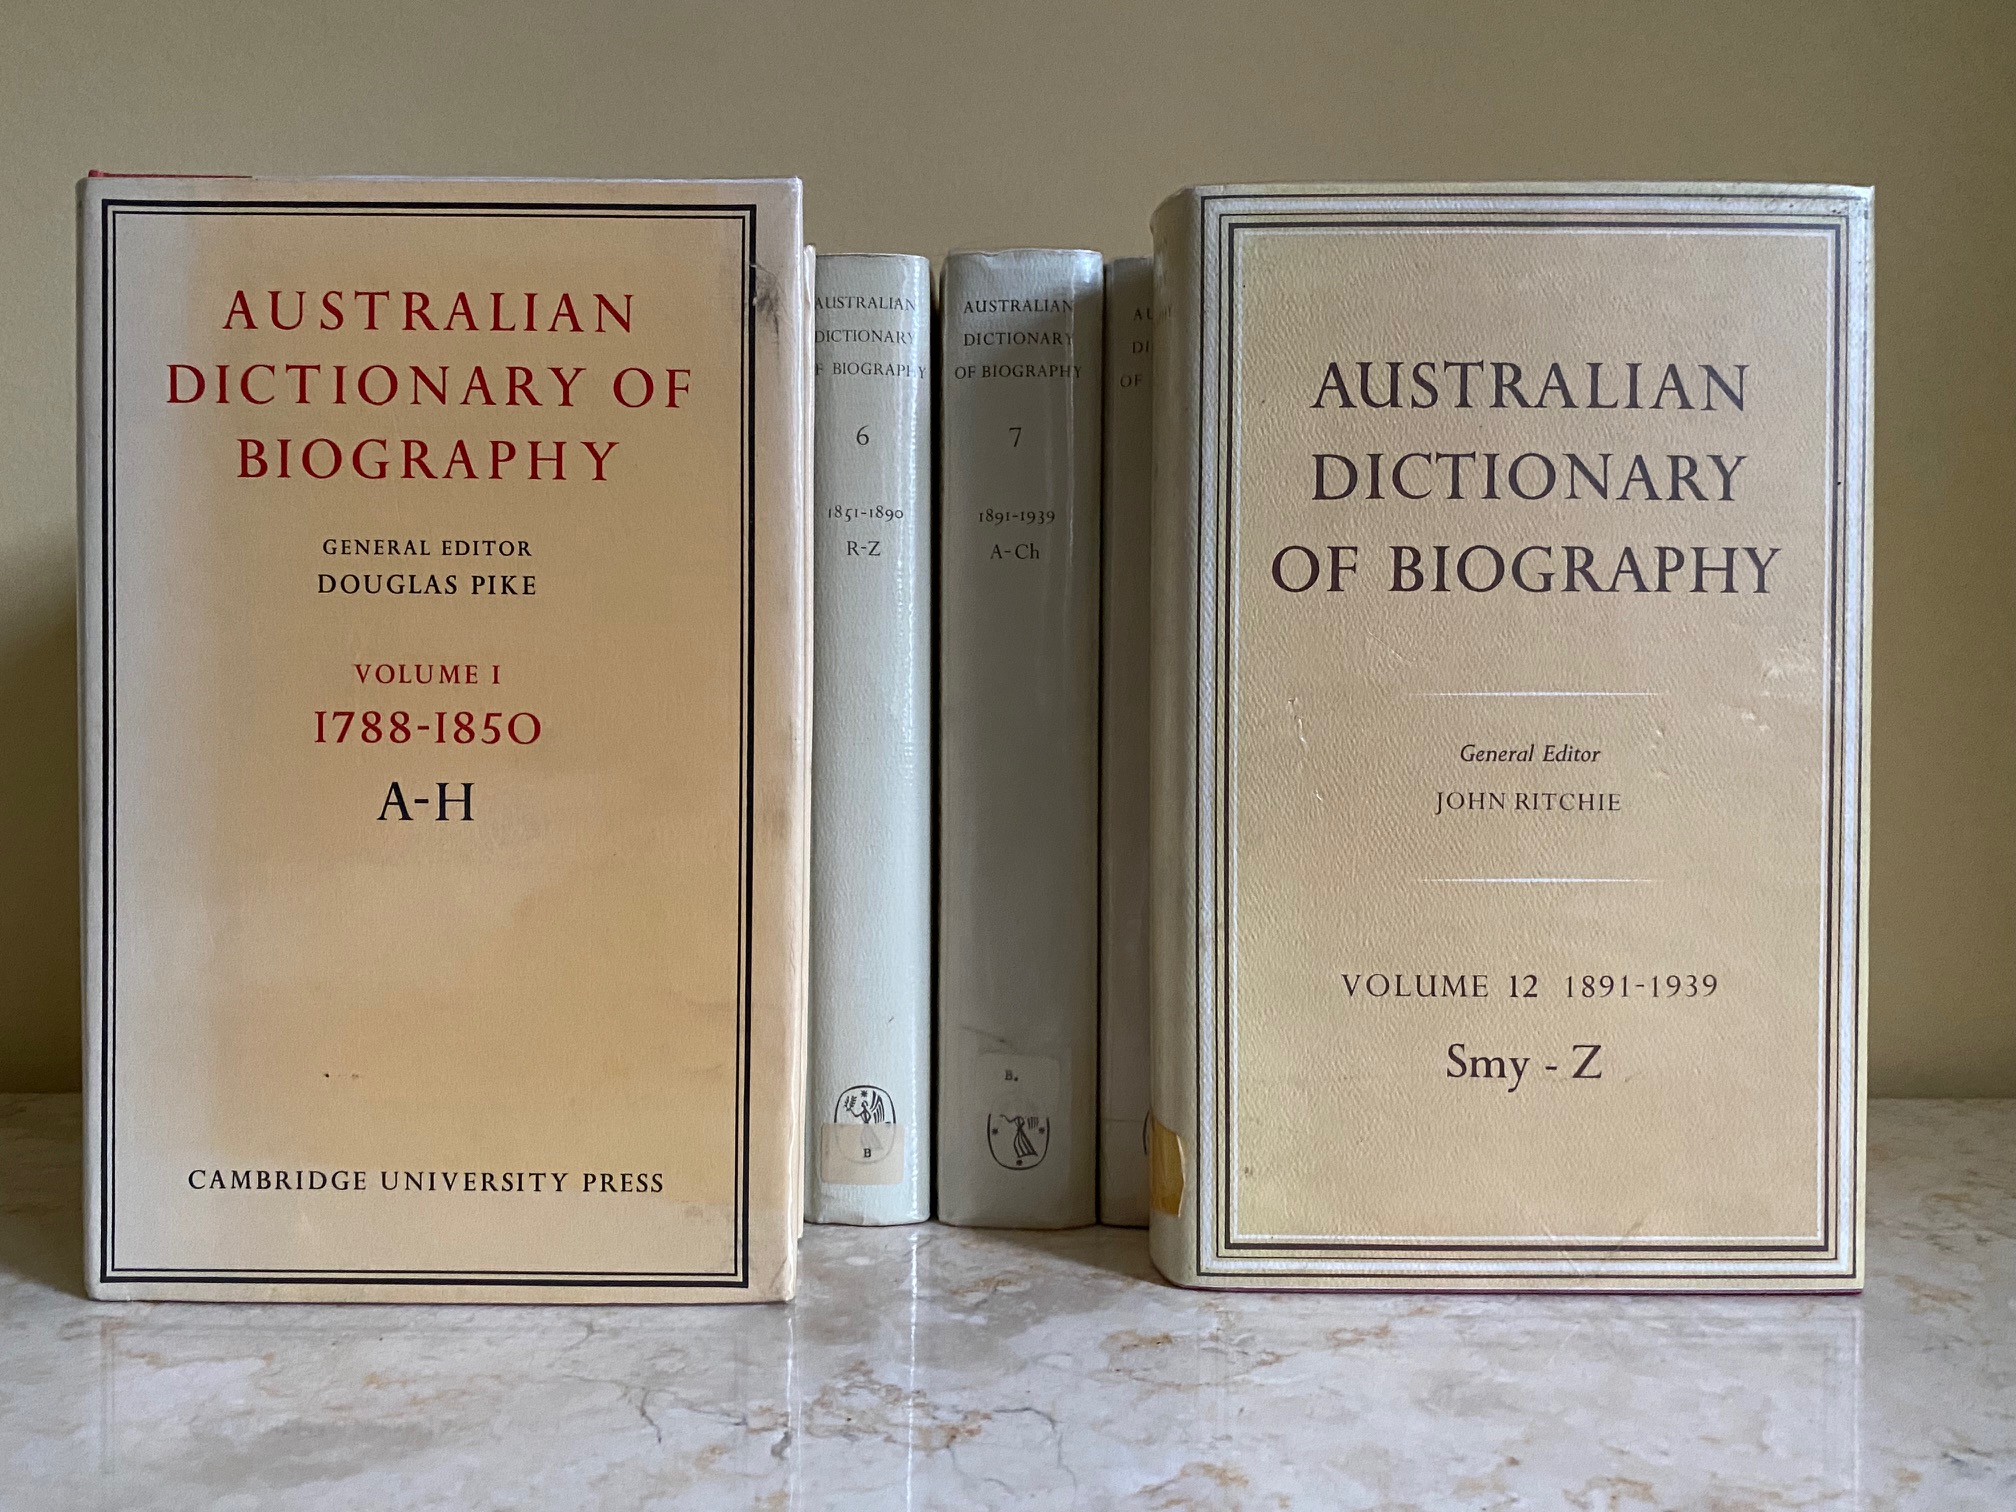 AUSTRALIAN
DICTIONARY OF
BIOGRAPHY
GENERAL EDITOR
DOUGLAS PIKE
VOLUME I
1788-1850
A-H
CAMBRIDGE UNIVERSITY PRESS
AUSTRALIAN
DICTIONARY
BIOGRAPHY
6
1851-1890
R-Z
B
AUSTRALIAN
DICTIONARY
OF BIOGRAPHY
7
1891-1939
A-Ch
B.
AU
DI
OF
AUSTRALIAN
DICTIONARY
OF BIOGRAPHY
General Editor
JOHN RITCHIE
VOLUME 12 1891-1939
Smy - Z